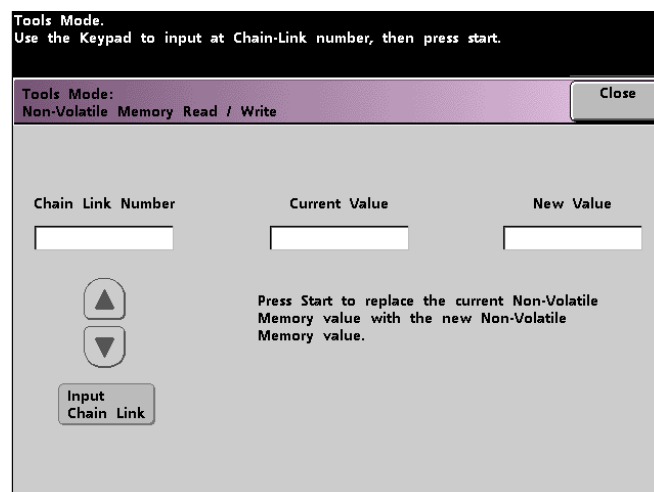 Tools Mode.
Use the Keypad to input at Chain-Link number, then press start.
Tools Mode:
Non-Volatile Memory Read / Write
Close
Chain Link Number
Current Value
New Value
Press Start to replace the current Non-Volatile
Memory value with the new Non-Volatile
Memory value.
Input
Chain Link